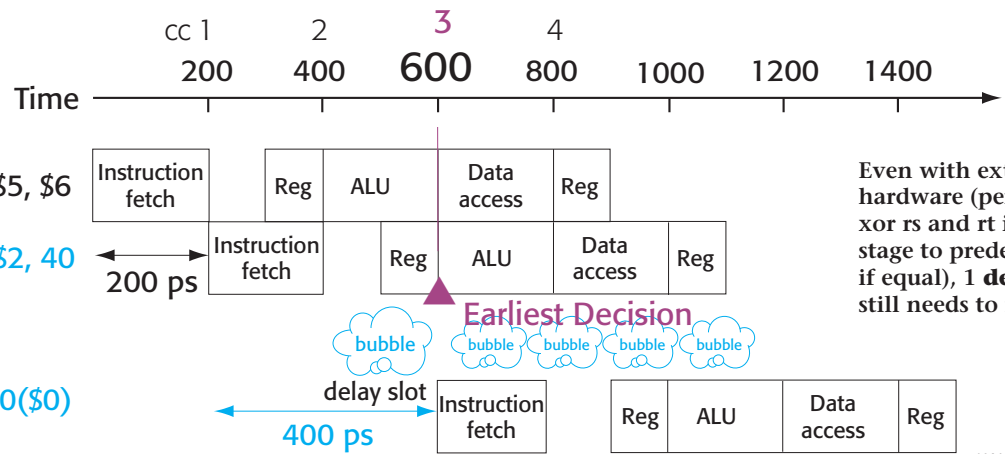 cc 1 2 3 4
200 400 600 800 1000 1200 1400
Time
$5, $6
Instruction fetch
Reg
ALU
Data access
Reg
$2, 40
200 ps
Instruction fetch
Reg
ALU
Data access
Reg
Even with ext
hardware (pe
xor rs and rt i
stage to prede
if equal), 1 de
still needs to
Earliest Decision
bubble bubble bubble bubble bubble
0($0)
delay slot
400 ps
Instruction fetch
Reg
ALU
Data access
Reg